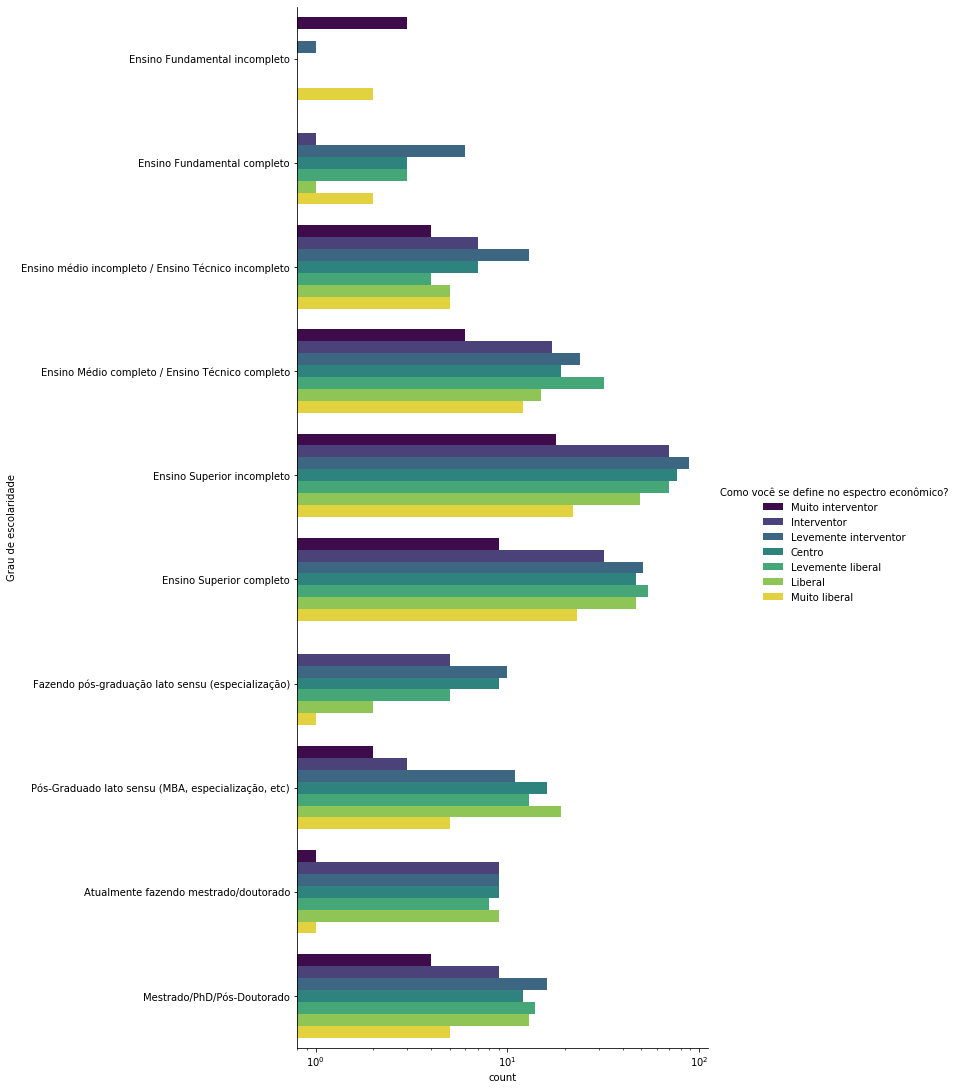 Grau de escolaridade
Ensino Fundamental incompleto
Ensino Fundamental completo
Ensino médio incompleto / Ensino Técnico incompleto
Ensino Médio completo / Ensino Técnico completo
Ensino Superior incompleto
Ensino Superior completo
Fazendo pós-graduação lato sensu (especialização)
Pós-Graduado lato sensu (MBA, especialização, etc)
Atualmente fazendo mestrado/doutorado
Mestrado/PhD/Pós-Doutorado
10⁰ 10¹ 10²
count
Como você se define no espectro econômico?
Muito interventor
Interventor
Levemente interventor
Centro
Levemente liberal
Liberal
Muito liberal